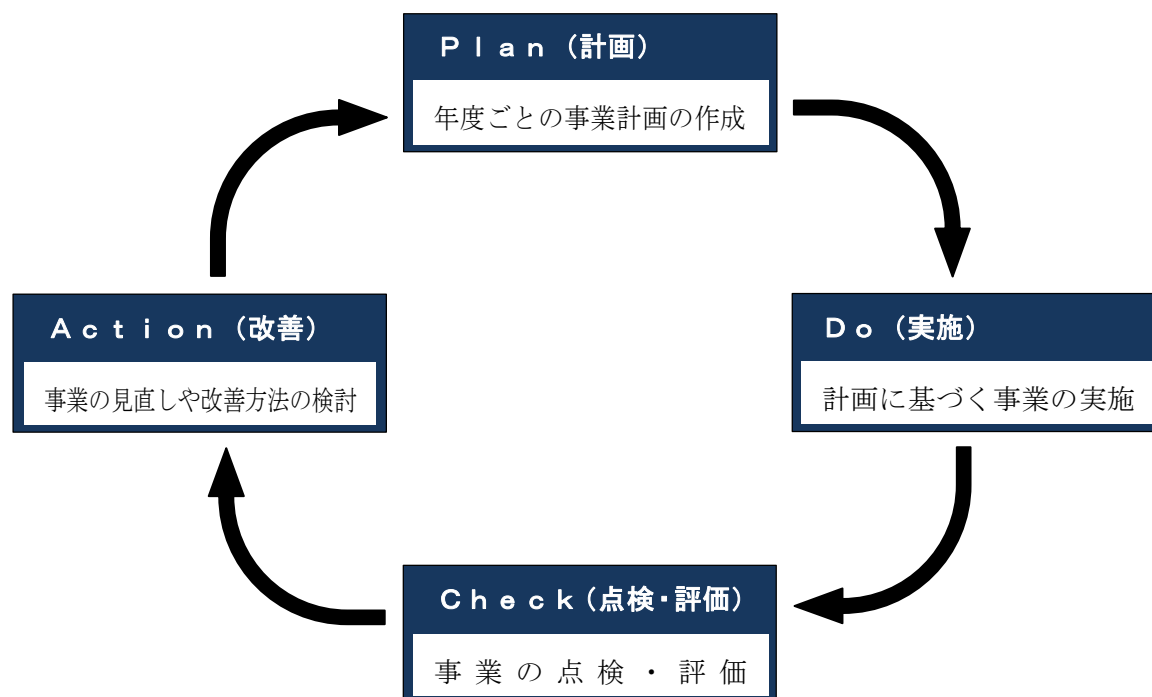 Plan（計画）
年度ごとの事業計画の作成
Action（改善）
事業の見直しや改善方法の検討
Do（実施）
計画に基づく事業の実施
Check（点検・評価）
事業の点検・評価